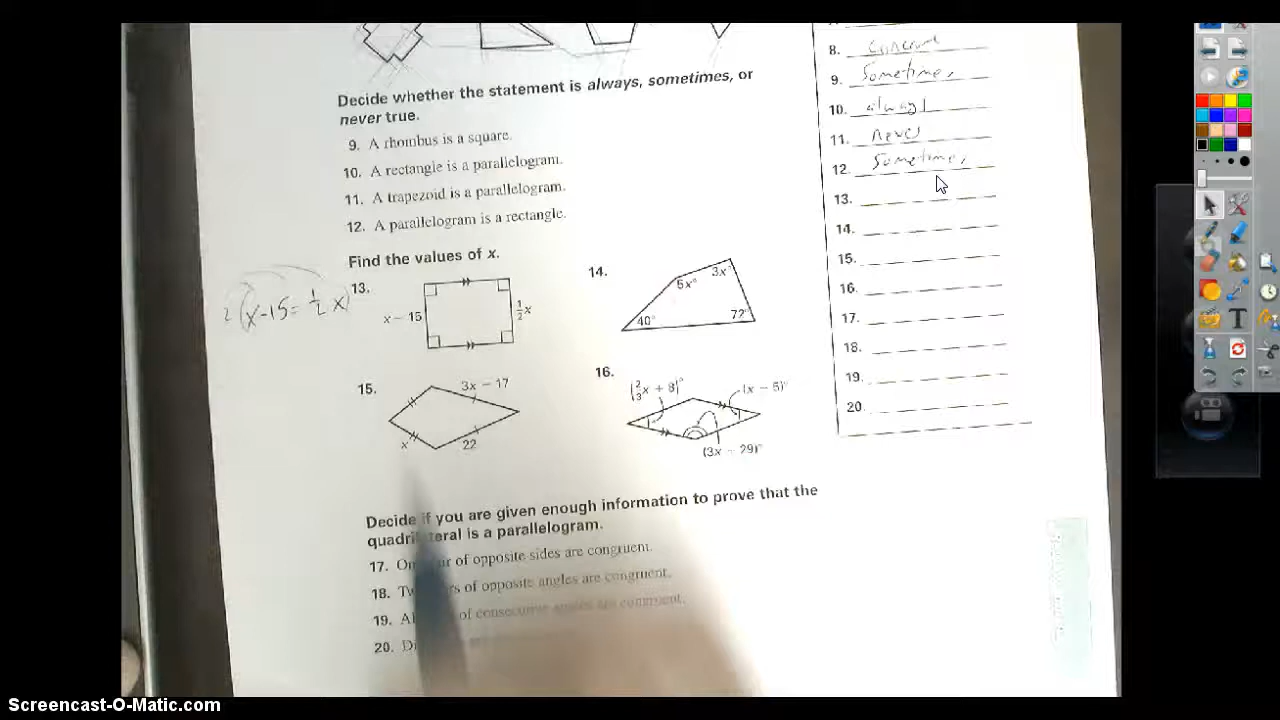 8. Concave
Decide whether the statement is always, sometimes, or
never true.
9. A rhombus is a square.
10. A rectangle is a parallelogram.
11. A trapezoid is a parallelogram.
12. A parallelogram is a rectangle.
9. Sometimes
10. always
11. never
12. Sometimes
13.
14.
15.
16.
17.
18.
19.
20.
Find the values of x.
2(x-15=1/2 x)
13.
x − 15
1/2 x
14.
5x°
3x°
40°
72°
15.
3x − 17
x
22
16.
(2/3 x + 8)°
(x − 5)°
(3x − 29)°
Decide if you are given enough information to prove that the
quadrilateral is a parallelogram.
17. of opposite sides are congruent.
18. of opposite angles are congruent.
19. of consecutive angles are congruent.
20.
T
Screencast-O-Matic.com